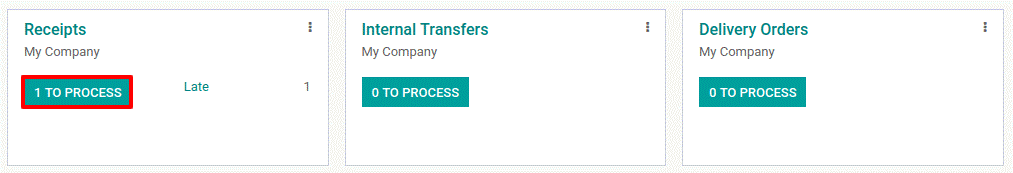 Receipts
My Company
1 TO PROCESS
Late 1
Internal Transfers
My Company
0 TO PROCESS
Delivery Orders
My Company
0 TO PROCESS